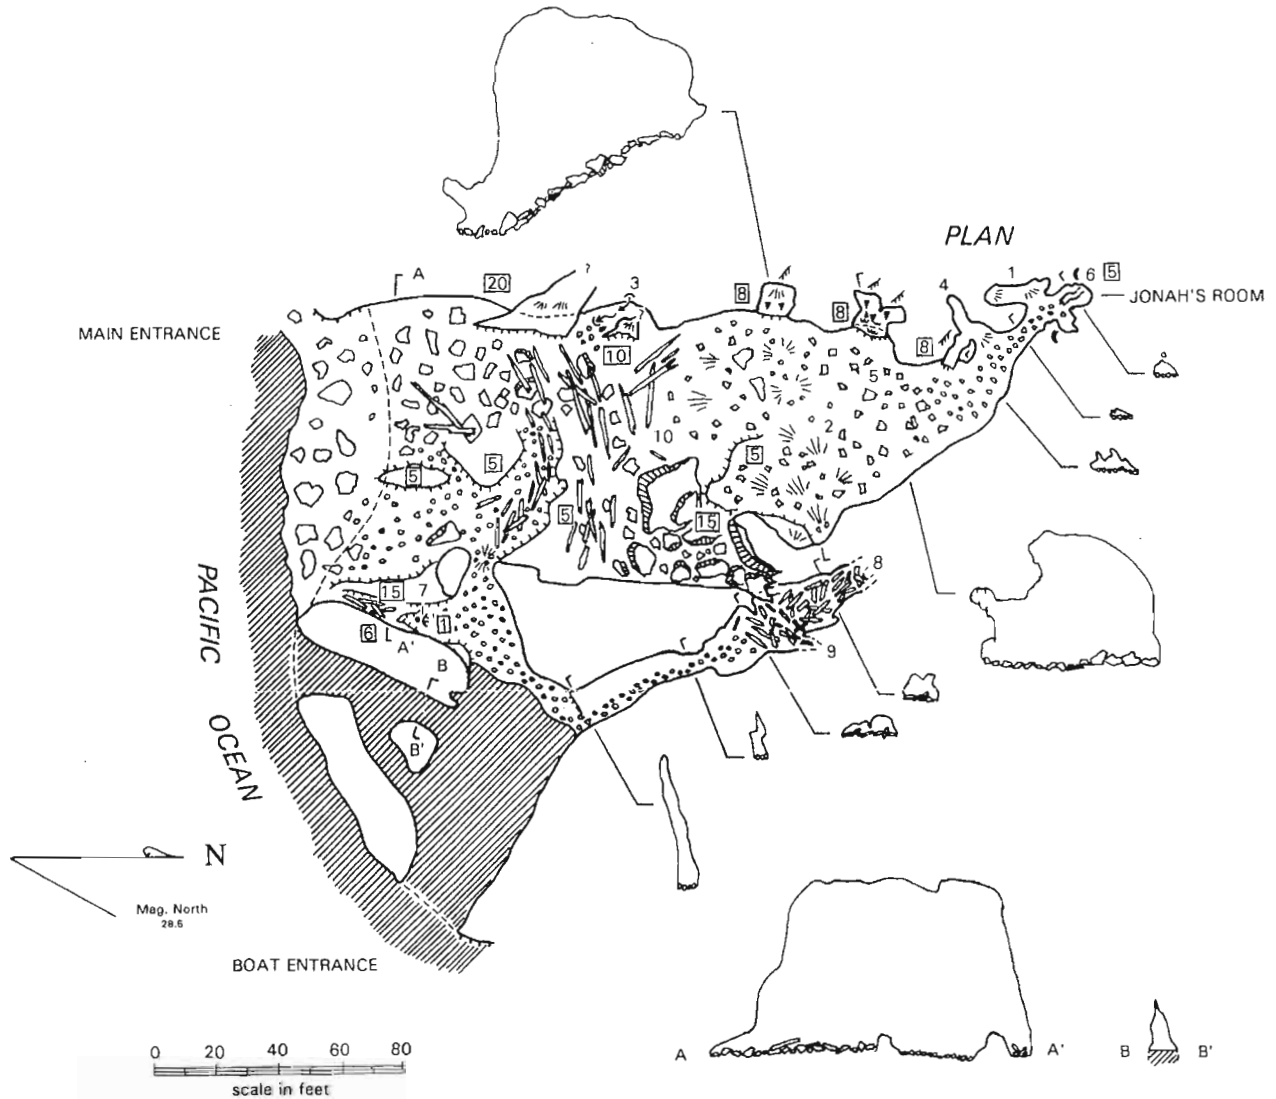 PLAN
A
20
?
3
8
8
4
1
6
5
JONAH'S ROOM
MAIN ENTRANCE
10
8
5
10
2
5
5
5
5
15
15
7
8
6
A'
1
B
9
PACIFIC
OCEAN
B'
N
Mag. North
28.6
BOAT ENTRANCE
0 20 40 60 80
scale in feet
A
A'
B
B'